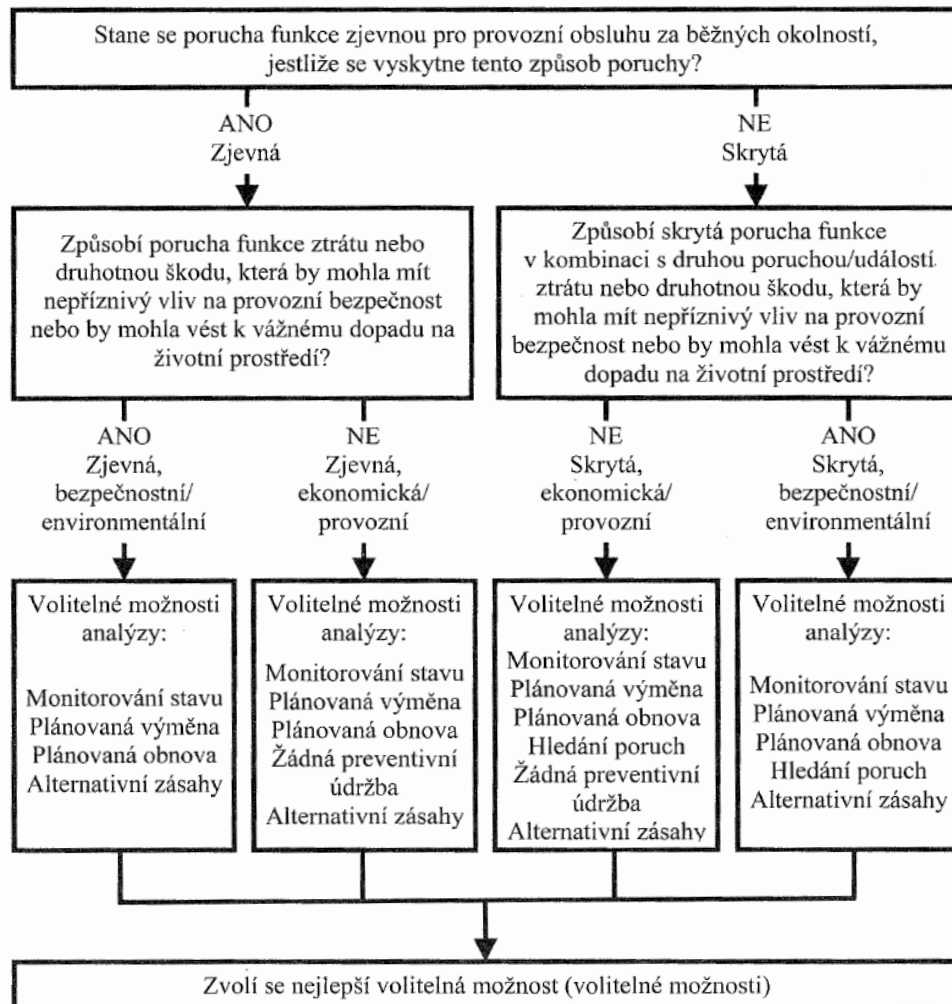 Stane se porucha funkce zjevnou pro provozní obsluhu za běžných okolností,
jestliže se vyskytne tento způsob poruchy?
ANO
Zjevná
NE
Skrytá
Způsobí porucha funkce ztrátu nebo
druhotnou škodu, která by mohla mít
nepříznivý vliv na provozní bezpečnost
nebo by mohla vést k vážnému dopadu na
životní prostředí?
Způsobí skrytá porucha funkce
v kombinaci s druhou poruchou/událostí
ztrátu nebo druhotnou škodu, která by
mohla mít nepříznivý vliv na provozní
bezpečnost nebo by mohla vést k vážnému
dopadu na životní prostředí?
ANO
Zjevná,
bezpečnostní/
environmentální
NE
Zjevná,
ekonomická/
provozní
NE
Skrytá,
ekonomická/
provozní
ANO
Skrytá,
bezpečnostní/
environmentální
Volitelné možnosti
analýzy:
Monitorování stavu
Plánovaná výměna
Plánovaná obnova
Alternativní zásahy
Volitelné možnosti
analýzy:
Monitorování stavu
Plánovaná výměna
Plánovaná obnova
Žádná preventivní
údržba
Alternativní zásahy
Volitelné možnosti
analýzy:
Monitorování stavu
Plánovaná výměna
Plánovaná obnova
Hledání poruch
Žádná preventivní
údržba
Alternativní zásahy
Volitelné možnosti
analýzy:
Monitorování stavu
Plánovaná výměna
Plánovaná obnova
Hledání poruch
Alternativní zásahy
Zvolí se nejlepší volitelná možnost (volitelné možnosti)